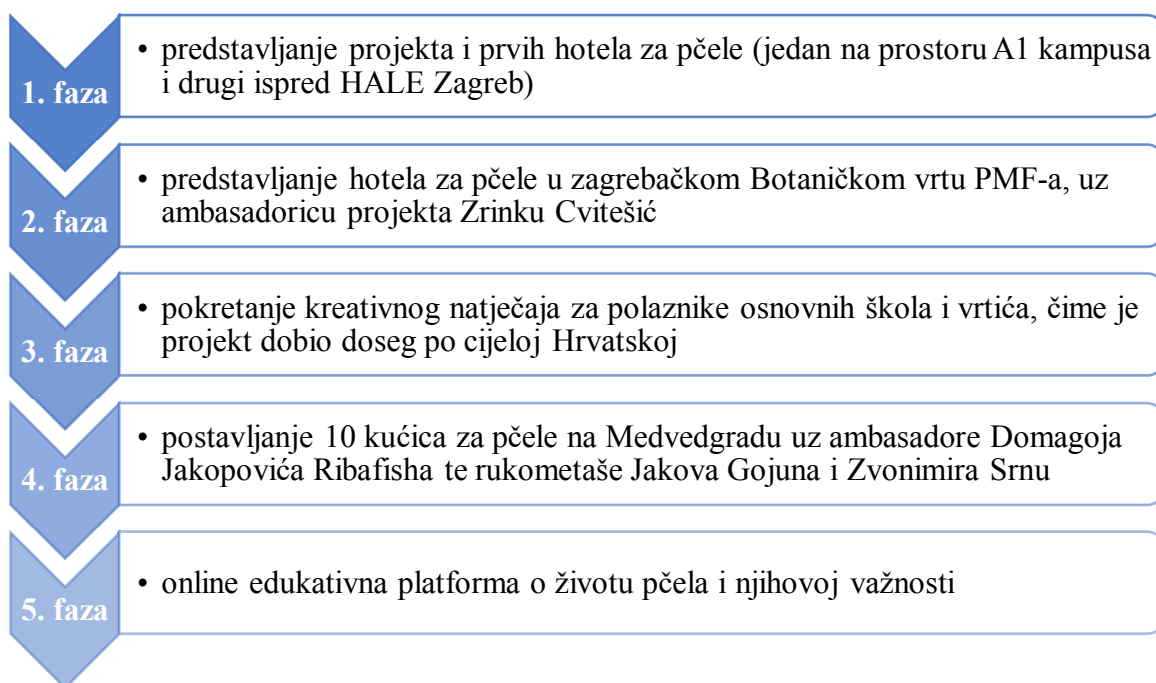 1. faza
• predstavljanje projekta i prvih hotela za pčele (jedan na prostoru A1 kampusa
i drugi ispred HALE Zagreb)
2. faza
• predstavljanje hotela za pčele u zagrebačkom Botaničkom vrtu PMF-a, uz
ambasadoricu projekta Zrinku Cvitešić
3. faza
• pokretanje kreativnog natječaja za polaznike osnovnih škola i vrtića, čime je
projekt dobio doseg po cijeloj Hrvatskoj
4. faza
• postavljanje 10 kućica za pčele na Medvedgradu uz ambasadore Domagoja
Jakopovića Ribafisha te rukometaše Jakova Gojuna i Zvonimira Srnu
5. faza
• online edukativna platforma o životu pčela i njihovoj važnosti